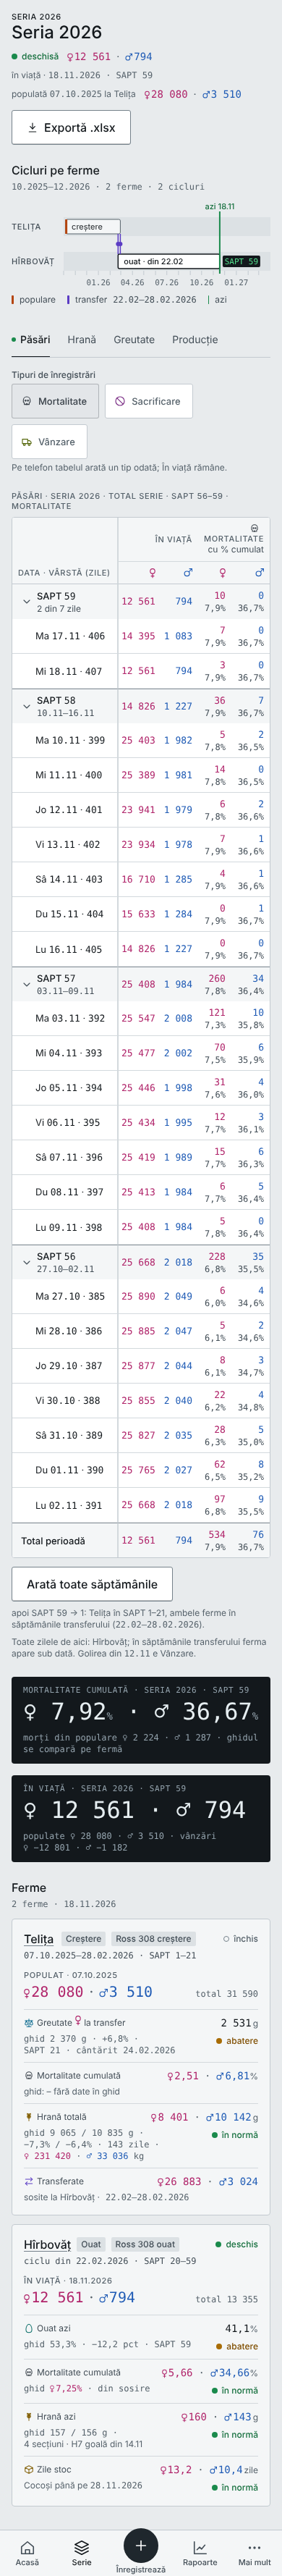 SERIA 2026
Seria 2026
deschisă ♀12 561 · ♂794
în viață · 18.11.2026 · SAPT 59
populată 07.10.2025 la Telița ♀28 080 · ♂3 510
Exportă .xlsx
Cicluri pe ferme
10.2025–12.2026 · 2 ferme · 2 cicluri
azi 18.11
TELIȚA creștere
HÎRBOVĂȚ ouat · din 22.02 SAPT 59
01.26 04.26 07.26 10.26 01.27
populare transfer 22.02–28.02.2026 azi
Păsări Hrană Greutate Producție
Tipuri de înregistrări
Mortalitate Sacrificare
Vânzare
Pe telefon tabelul arată un tip odată; În viață rămâne.
PĂSĂRI · SERIA 2026 · TOTAL SERIE · SAPT 56–59 ·
MORTALITATE
DATA · VÂRSTĂ (ZILE) ÎN VIAȚĂ MORTALITATE cu % cumulat
♀ ♂ ♀ ♂
SAPT 59 12 561 794 10 0
2 din 7 zile 7,9% 36,7%
Ma 17.11 · 406 14 395 1 083 7 0
7,9% 36,7%
Mi 18.11 · 407 12 561 794 3 0
7,9% 36,7%
SAPT 58 14 826 1 227 36 7
10.11–16.11 7,9% 36,7%
Ma 10.11 · 399 25 403 1 982 5 2
7,8% 36,5%
Mi 11.11 · 400 25 389 1 981 14 0
7,8% 36,5%
Jo 12.11 · 401 23 941 1 979 6 2
7,8% 36,6%
Vi 13.11 · 402 23 934 1 978 7 1
7,9% 36,6%
Sâ 14.11 · 403 16 710 1 285 4 1
7,9% 36,6%
Du 15.11 · 404 15 633 1 284 0 1
7,9% 36,7%
Lu 16.11 · 405 14 826 1 227 0 0
7,9% 36,7%
SAPT 57 25 408 1 984 260 34
03.11–09.11 7,8% 36,4%
Ma 03.11 · 392 25 547 2 008 121 10
7,3% 35,8%
Mi 04.11 · 393 25 477 2 002 70 6
7,5% 35,9%
Jo 05.11 · 394 25 446 1 998 31 4
7,6% 36,0%
Vi 06.11 · 395 25 434 1 995 12 3
7,7% 36,1%
Sâ 07.11 · 396 25 419 1 989 15 6
7,7% 36,3%
Du 08.11 · 397 25 413 1 984 6 5
7,7% 36,4%
Lu 09.11 · 398 25 408 1 984 5 0
7,8% 36,4%
SAPT 56 25 668 2 018 228 35
27.10–02.11 6,8% 35,5%
Ma 27.10 · 385 25 890 2 049 6 4
6,0% 34,6%
Mi 28.10 · 386 25 885 2 047 5 2
6,1% 34,6%
Jo 29.10 · 387 25 877 2 044 8 3
6,1% 34,7%
Vi 30.10 · 388 25 855 2 040 22 4
6,2% 34,8%
Sâ 31.10 · 389 25 827 2 035 28 5
6,3% 35,0%
Du 01.11 · 390 25 765 2 027 62 8
6,5% 35,2%
Lu 02.11 · 391 25 668 2 018 97 9
6,8% 35,5%
Total perioadă 12 561 794 534 76
7,9% 36,7%
Arată toate săptămânile
apoi SAPT 59 → 1: Telița în SAPT 1–21, ambele ferme în
săptămâna transferului (22.02–28.02.2026).
Toate zilele de aici: Hîrbovăț; în săptămâna transferului ferma
apare sub dată. Golirea din 12.11 e Vânzare.
MORTALITATE CUMULATĂ · SERIA 2026 · SAPT 59
♀ 7,92% · ♂ 36,67%
morți din populare ♀ 2 224 · ♂ 1 287 · ghidul
se compară pe fermă
ÎN VIAȚĂ · SERIA 2026 · SAPT 59
♀ 12 561 · ♂ 794
populate ♀ 28 080 · ♂ 3 510 · vânzări
♀ −12 801 · ♂ −1 182
Ferme
2 ferme · 18.11.2026
Telița Creștere Ross 308 creștere închis
07.10.2025–28.02.2026 · SAPT 1–21
POPULAT · 07.10.2025
♀28 080 · ♂3 510 total 31 590
Greutate ♀ la transfer 2 531 g
ghid 2 370 g · +6,8% · abatere
SAPT 21 · cântărit 24.02.2026
Mortalitate cumulată ♀2,51 · ♂6,81%
ghid: – fără date în ghid
Hrană totală ♀8 401 · ♂10 142 g
ghid 9 065 / 10 835 g · în normă
−7,3% / −6,4% · 143 zile ·
♀ 231 420 · ♂ 33 036 kg
Transferate ♀26 883 · ♂3 024
sosite la Hîrbovăț · 22.02–28.02.2026
Hîrbovăț Ouat Ross 308 ouat deschis
ciclu din 22.02.2026 · SAPT 20–59
ÎN VIAȚĂ · 18.11.2026
♀12 561 · ♂794 total 13 355
Ouat azi 41,1%
ghid 53,3% · −12,2 pct · SAPT 59 abatere
Mortalitate cumulată ♀5,66 · ♂34,66%
ghid ♀7,25% · din sosire în normă
Hrană azi ♀160 · ♂143 g
ghid 157 / 156 g · în normă
4 secțiuni · H7 goală din 14.11
Zile stoc ♀13,2 · ♂10,4 zile
Cocoși până pe 28.11.2026 în normă
Acasă Serie Înregistrează Rapoarte Mai mult